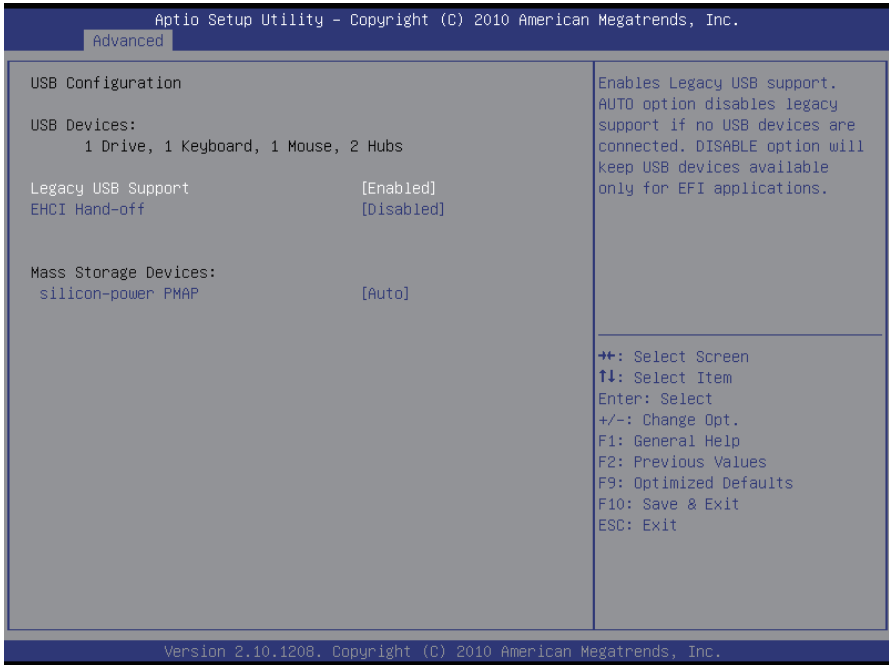 Aptio Setup Utility – Copyright (C) 2010 American Megatrends, Inc.
Advanced
USB Configuration
USB Devices:
1 Drive, 1 Keyboard, 1 Mouse, 2 Hubs
Legacy USB Support [Enabled]
EHCI Hand-off [Disabled]
Mass Storage Devices:
silicon-power PMAP [Auto]
Enables Legacy USB support.
AUTO option disables legacy
support if no USB devices are
connected. DISABLE option will
keep USB devices available
only for EFI applications.
→←: Select Screen
↑↓: Select Item
Enter: Select
+/-: Change Opt.
F1: General Help
F2: Previous Values
F9: Optimized Defaults
F10: Save & Exit
ESC: Exit
Version 2.10.1208. Copyright (C) 2010 American Megatrends, Inc.